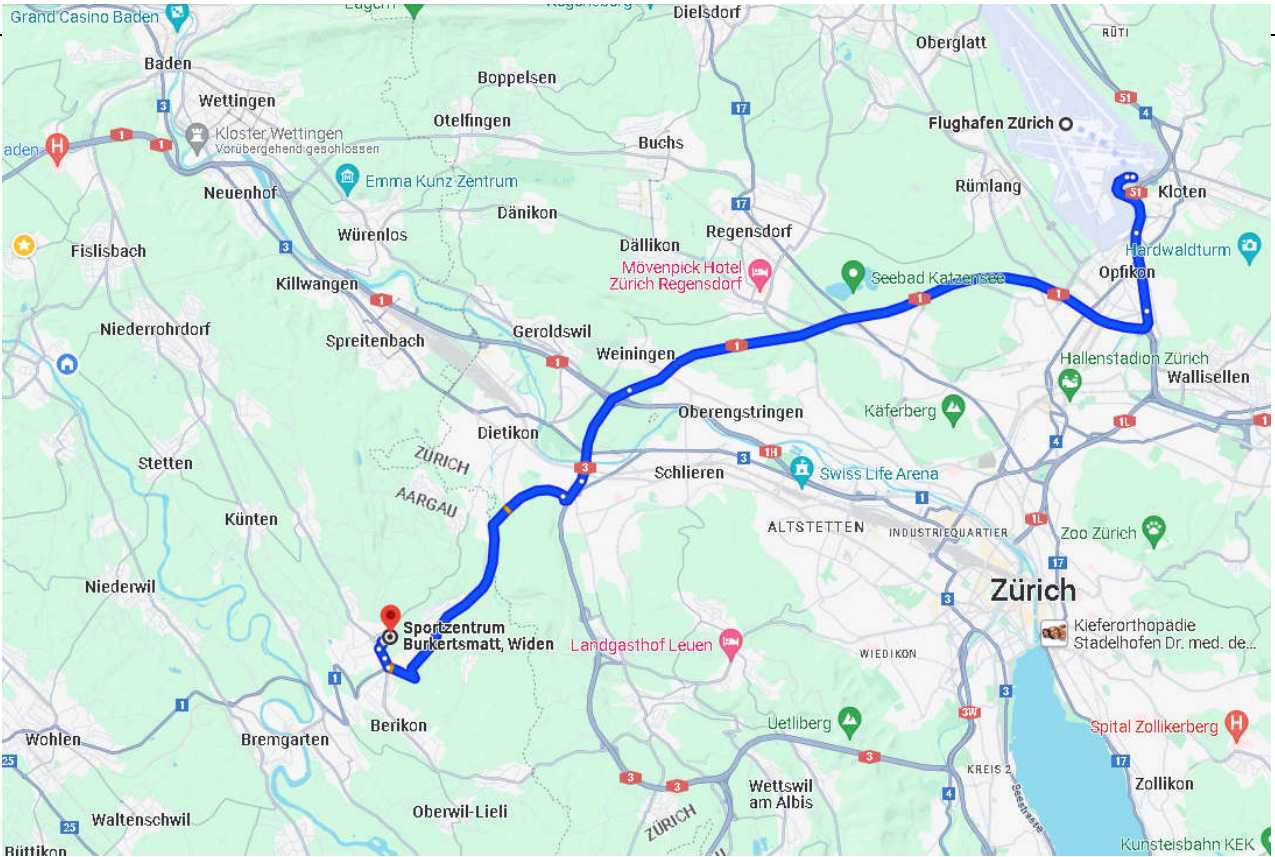 Lägern
Regensberg
Dielsdorf
RÜTI
Grand Casino Baden
Oberglatt
Baden
Boppelsen
Wettingen
3
17
51
4
Otelfingen
Flughafen Zürich
Kloster Wettingen
Vorübergehend geschlossen
1
1
aden
Buchs
Emma Kunz Zentrum
Rümlang
51
Kloten
Neuenhof
17
Dänikon
Würenlos
Regensdorf
3
Dällikon
Fislisbach
Hardwaldturm
Mövenpick Hotel
Zürich Regensdorf
Seebad Katzensee
Opfikon
Killwangen
1
1
1
Niederrohrdorf
Geroldswil
Spreitenbach
1
Weiningen
1
Hallenstadion Zürich
Wallisellen
Oberengstringen
Käferberg
1L
1
Dietikon
4
ZÜRICH
3
1H
3
Stetten
Schlieren
Swiss Life Arena
AARGAU
1
Künten
ALTSTETTEN
INDUSTRIEQUARTIER
1L
Zoo Zürich
17
Niederwil
Zürich
3
Sportzentrum
Burkertsmatt, Widen
Kieferorthopädie
Stadelhofen Dr. med. de...
Landgasthof Leuen
WIEDIKON
1
3
1
Berikon
3W
Uetliberg
Spital Zollikerberg
Wohlen
Bremgarten
3
25
17
KREIS 2
3
3
Zollikon
Wettswil
am Albis
4
Seestrasse
Oberwil-Lieli
Waltenschwil
25
ZÜRICH
Kunsteisbahn KEK
Büttikon